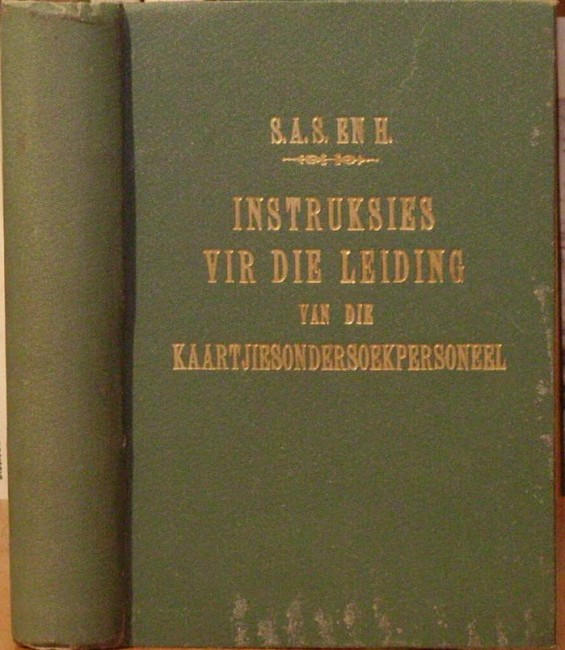 S.A.S. EN H.
INSTRUKSIES
VIR DIE LEIDING
VAN DIE
KAARTJIESONDERSOEKPERSONEEL